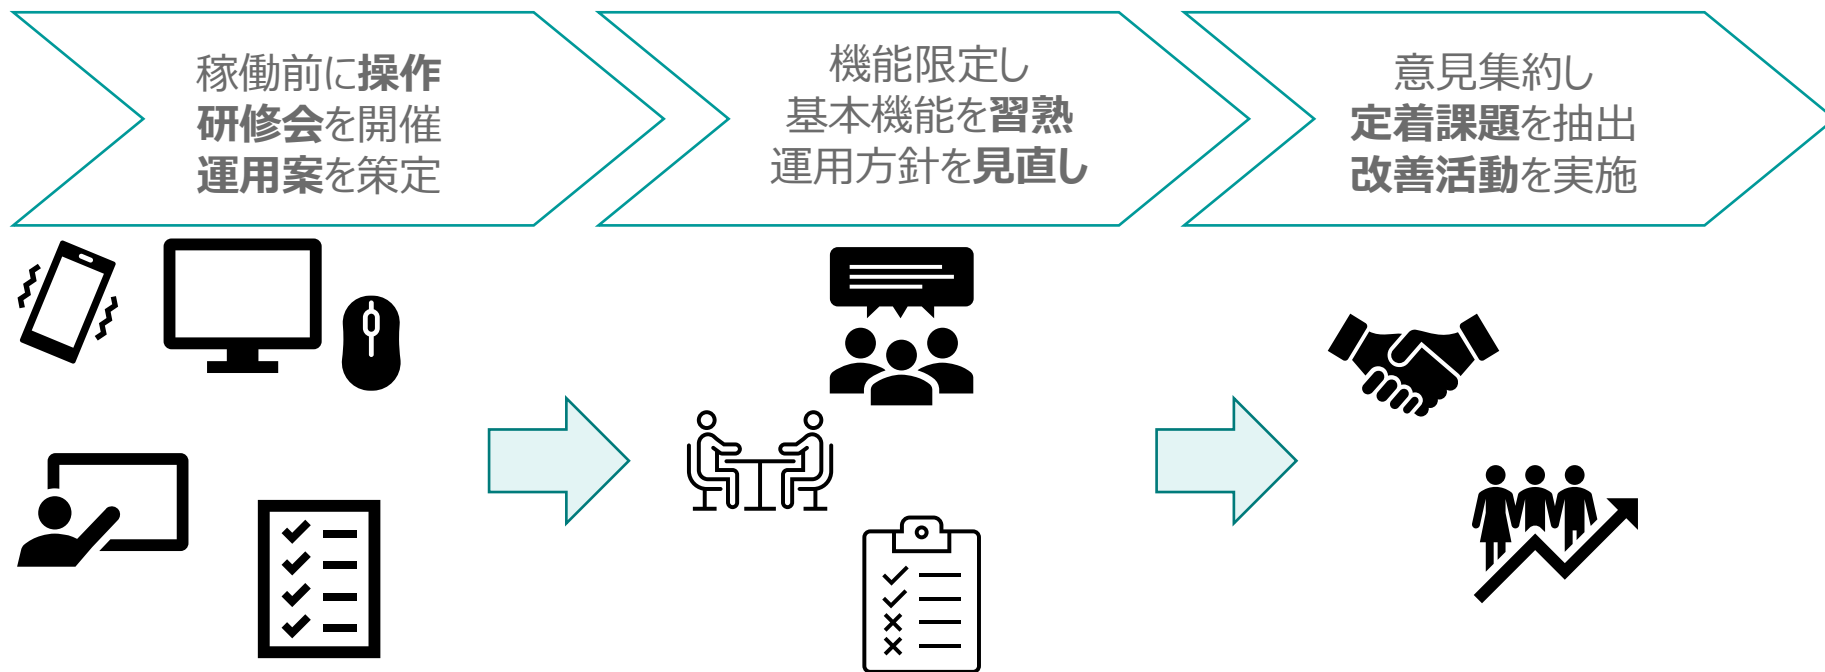 稼働前に操作
研修会を開催
運用案を策定
機能限定し
基本機能を習熟
運用方針を見直し
意見集約し
定着課題を抽出
改善活動を実施